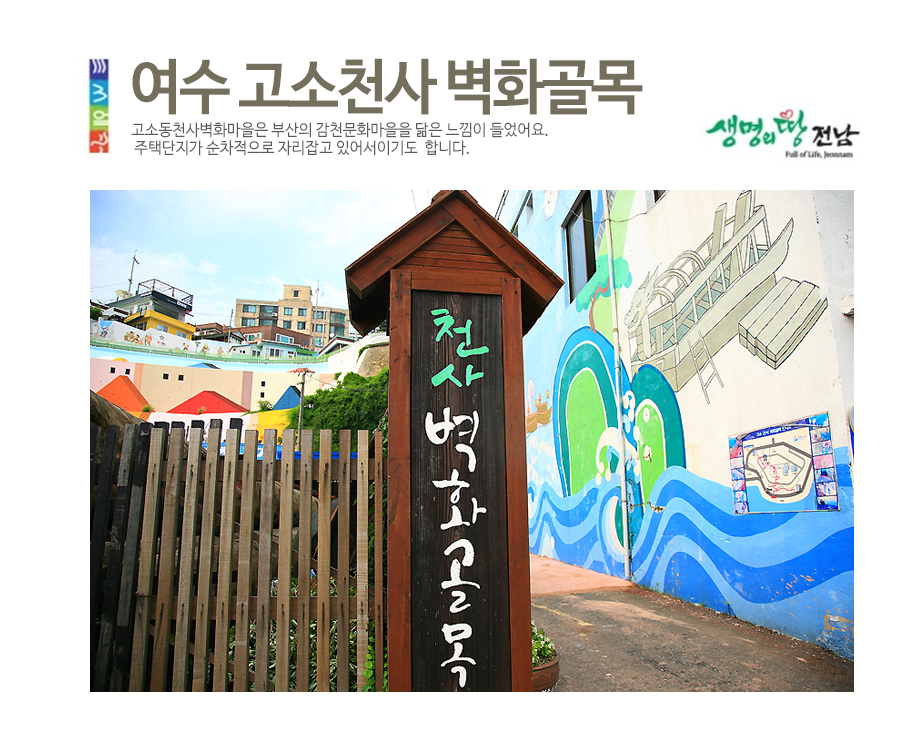 여수 고소천사 벽화골목
고소동천사벽화마을은 부산의 감천문화마을을 닮은 느낌이 들었어요.
주택단지가 순차적으로 자리잡고 있어서이기도 합니다.
생명의 땅 전남
Full of Life, Jeonnam
천사
벽화골목